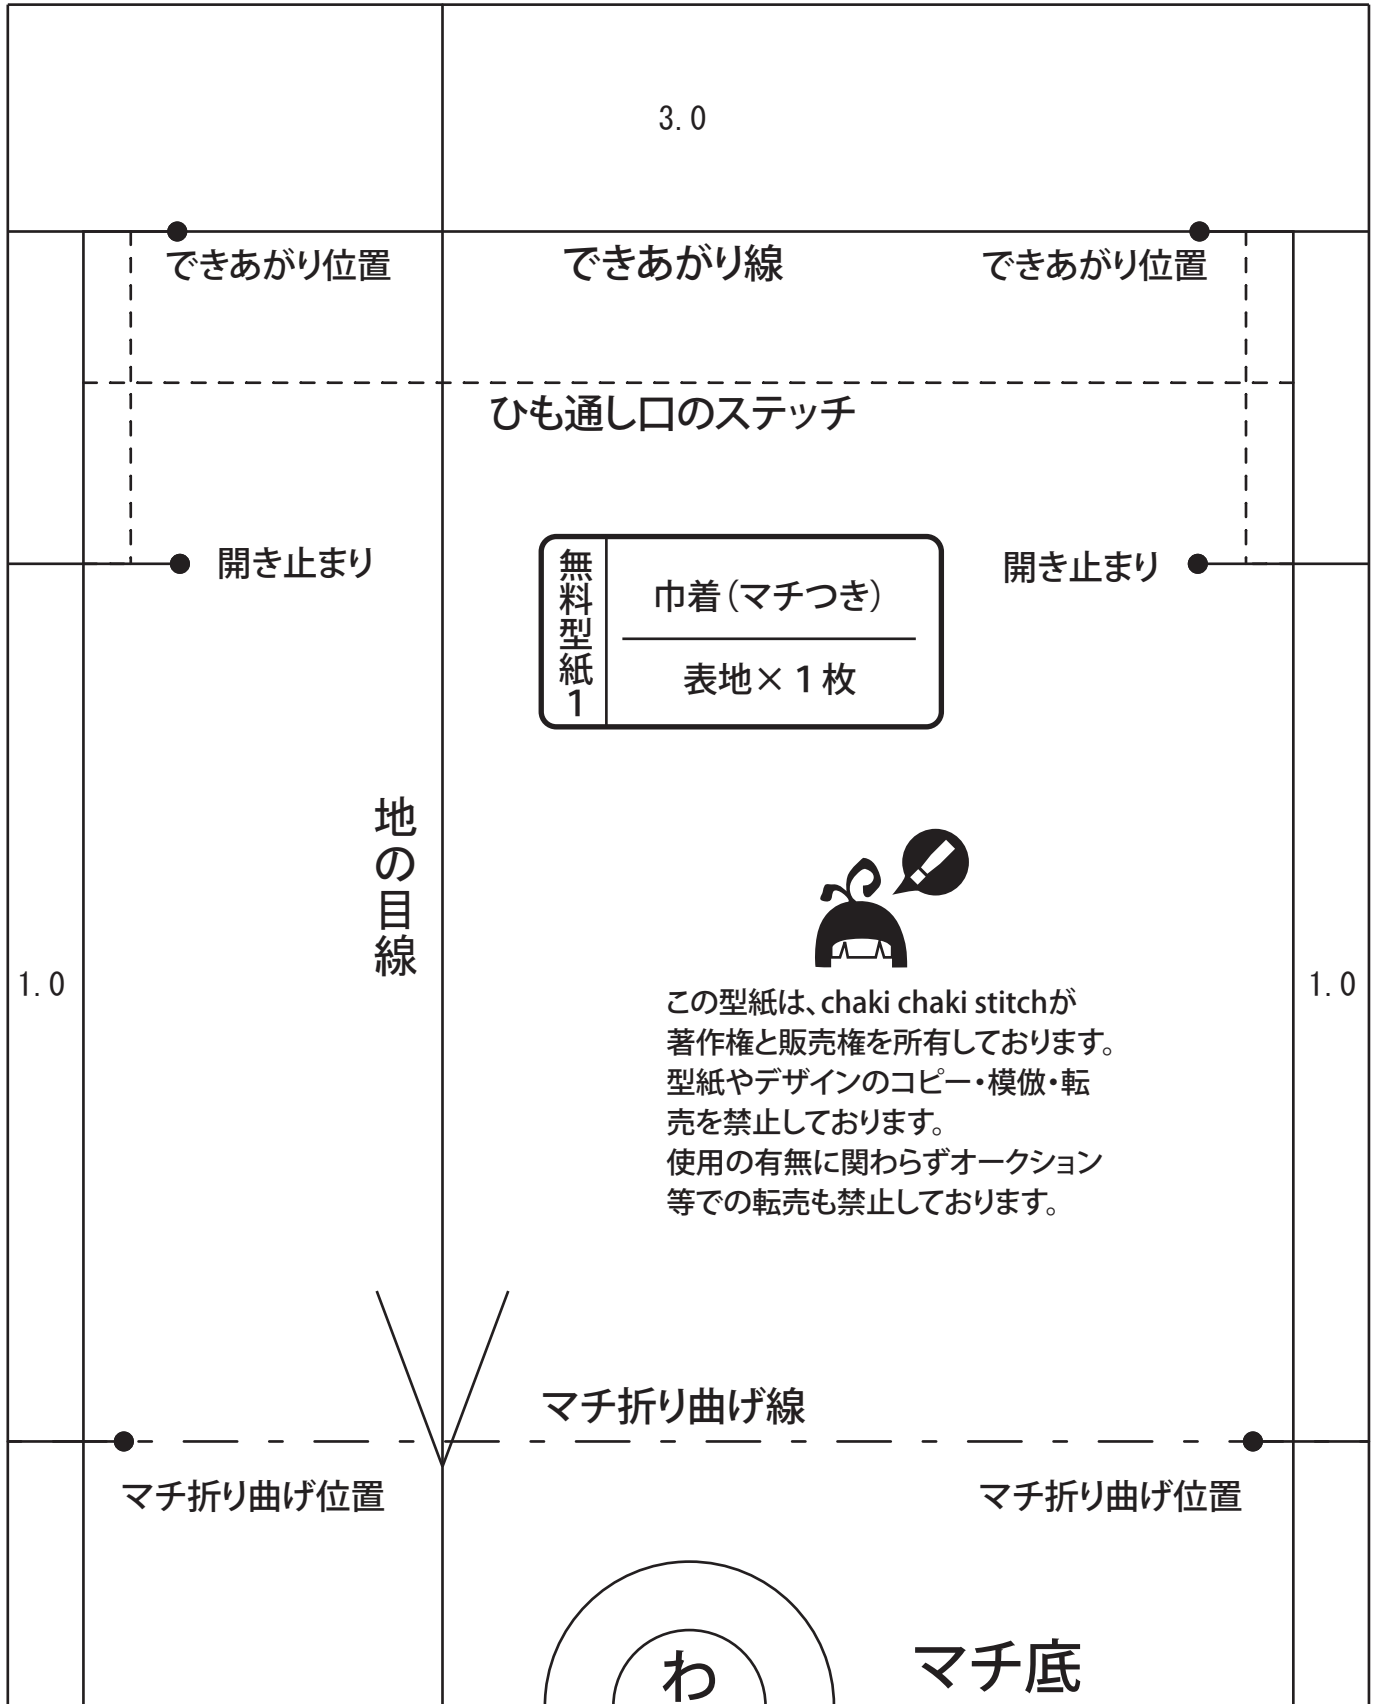 3.0
できあがり位置
できあがり線
できあがり位置
ひも通し口のステッチ
開き止まり
開き止まり
無料型紙1
巾着(マチつき)
表地×1枚
地の目線
1.0
1.0
この型紙は、chaki chaki stitchが
著作権と販売権を所有しております。
型紙やデザインのコピー・模倣・転
売を禁止しております。
使用の有無に関わらずオークション
等での転売も禁止しております。
マチ折り曲げ線
マチ折り曲げ位置
マチ折り曲げ位置
わ
マチ底